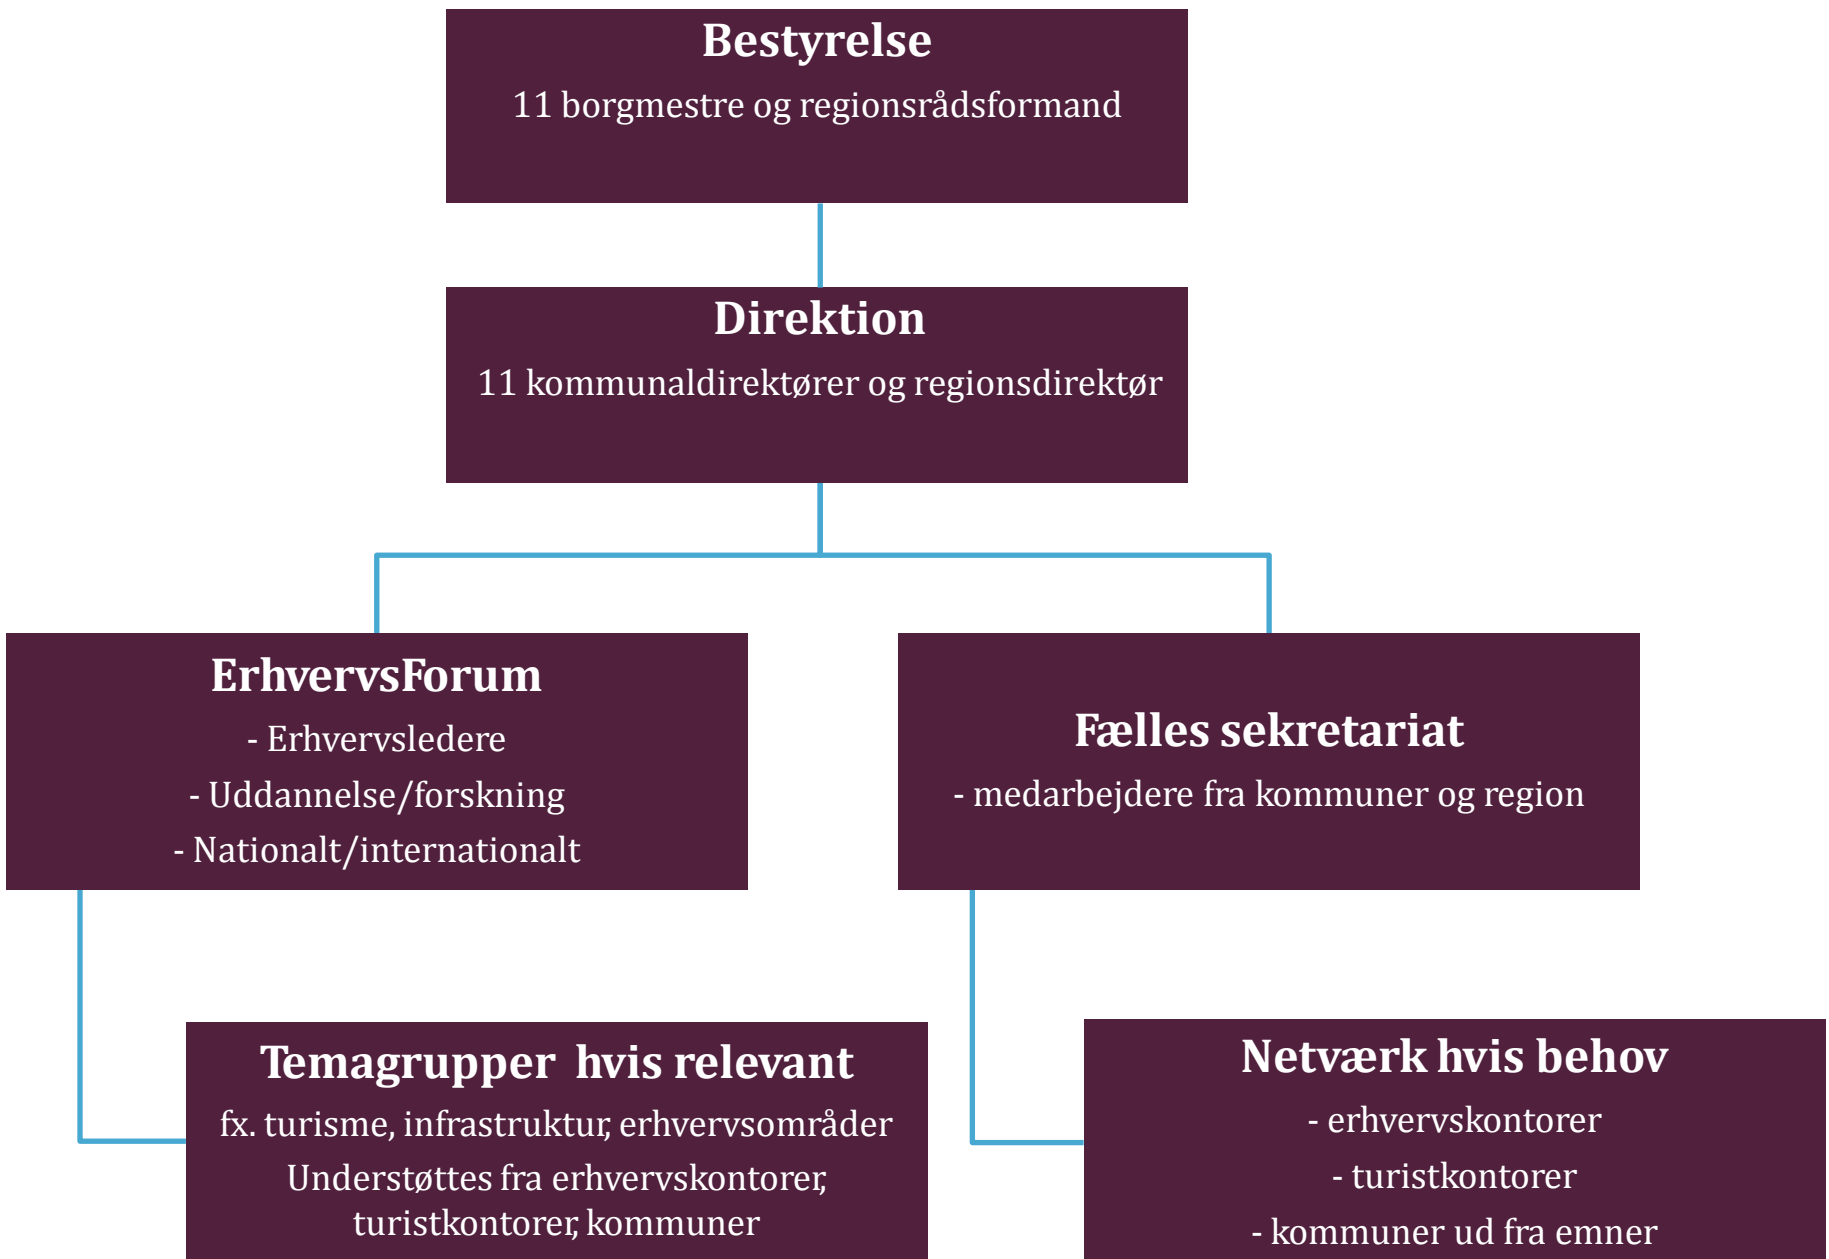 Bestyrelse
11 borgmestre og regionsrådsformand
Direktion
11 kommunaldirektører og regionsdirektør
ErhvervsForum
- Erhvervsledere
- Uddannelse/forskning
- Nationalt/internationalt
Fælles sekretariat
- medarbejdere fra kommuner og region
Temagrupper hvis relevant
fx. turisme, infrastruktur, erhvervsområder
Understøttes fra erhvervskontorer,
turistkontorer, kommuner
Netværk hvis behov
- erhvervskontorer
- turistkontorer
- kommuner ud fra emner